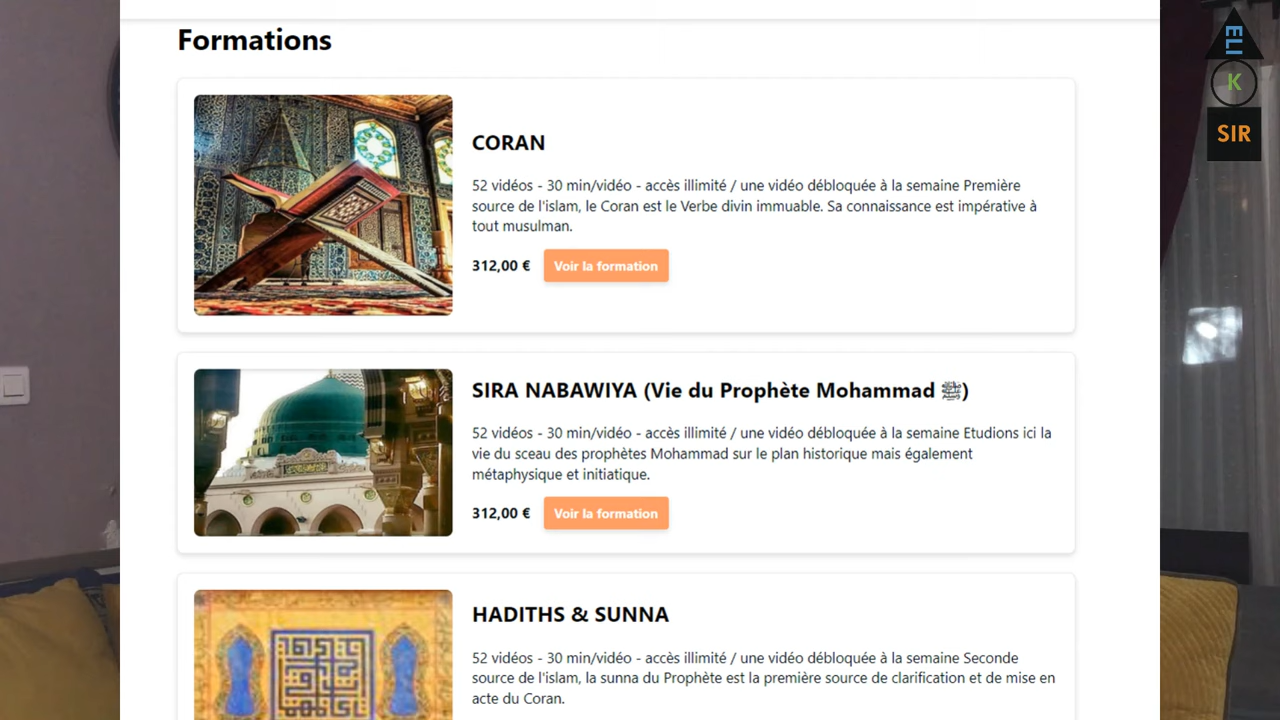 Formations
CORAN
52 vidéos - 30 min/vidéo - accès illimité / une vidéo débloquée à la semaine Première
source de l'islam, le Coran est le Verbe divin immuable. Sa connaissance est impérative à
tout musulman.
312,00 € Voir la formation
SIRA NABAWIYA (Vie du Prophète Mohammad ﷺ)
52 vidéos - 30 min/vidéo - accès illimité / une vidéo débloquée à la semaine Etudions ici la
vie du sceau des prophètes Mohammad sur le plan historique mais également
métaphysique et initiatique.
312,00 € Voir la formation
HADITHS & SUNNA
52 vidéos - 30 min/vidéo - accès illimité / une vidéo débloquée à la semaine Seconde
source de l'islam, la sunna du Prophète est la première source de clarification et de mise en
acte du Coran.
ELI
K
SIR